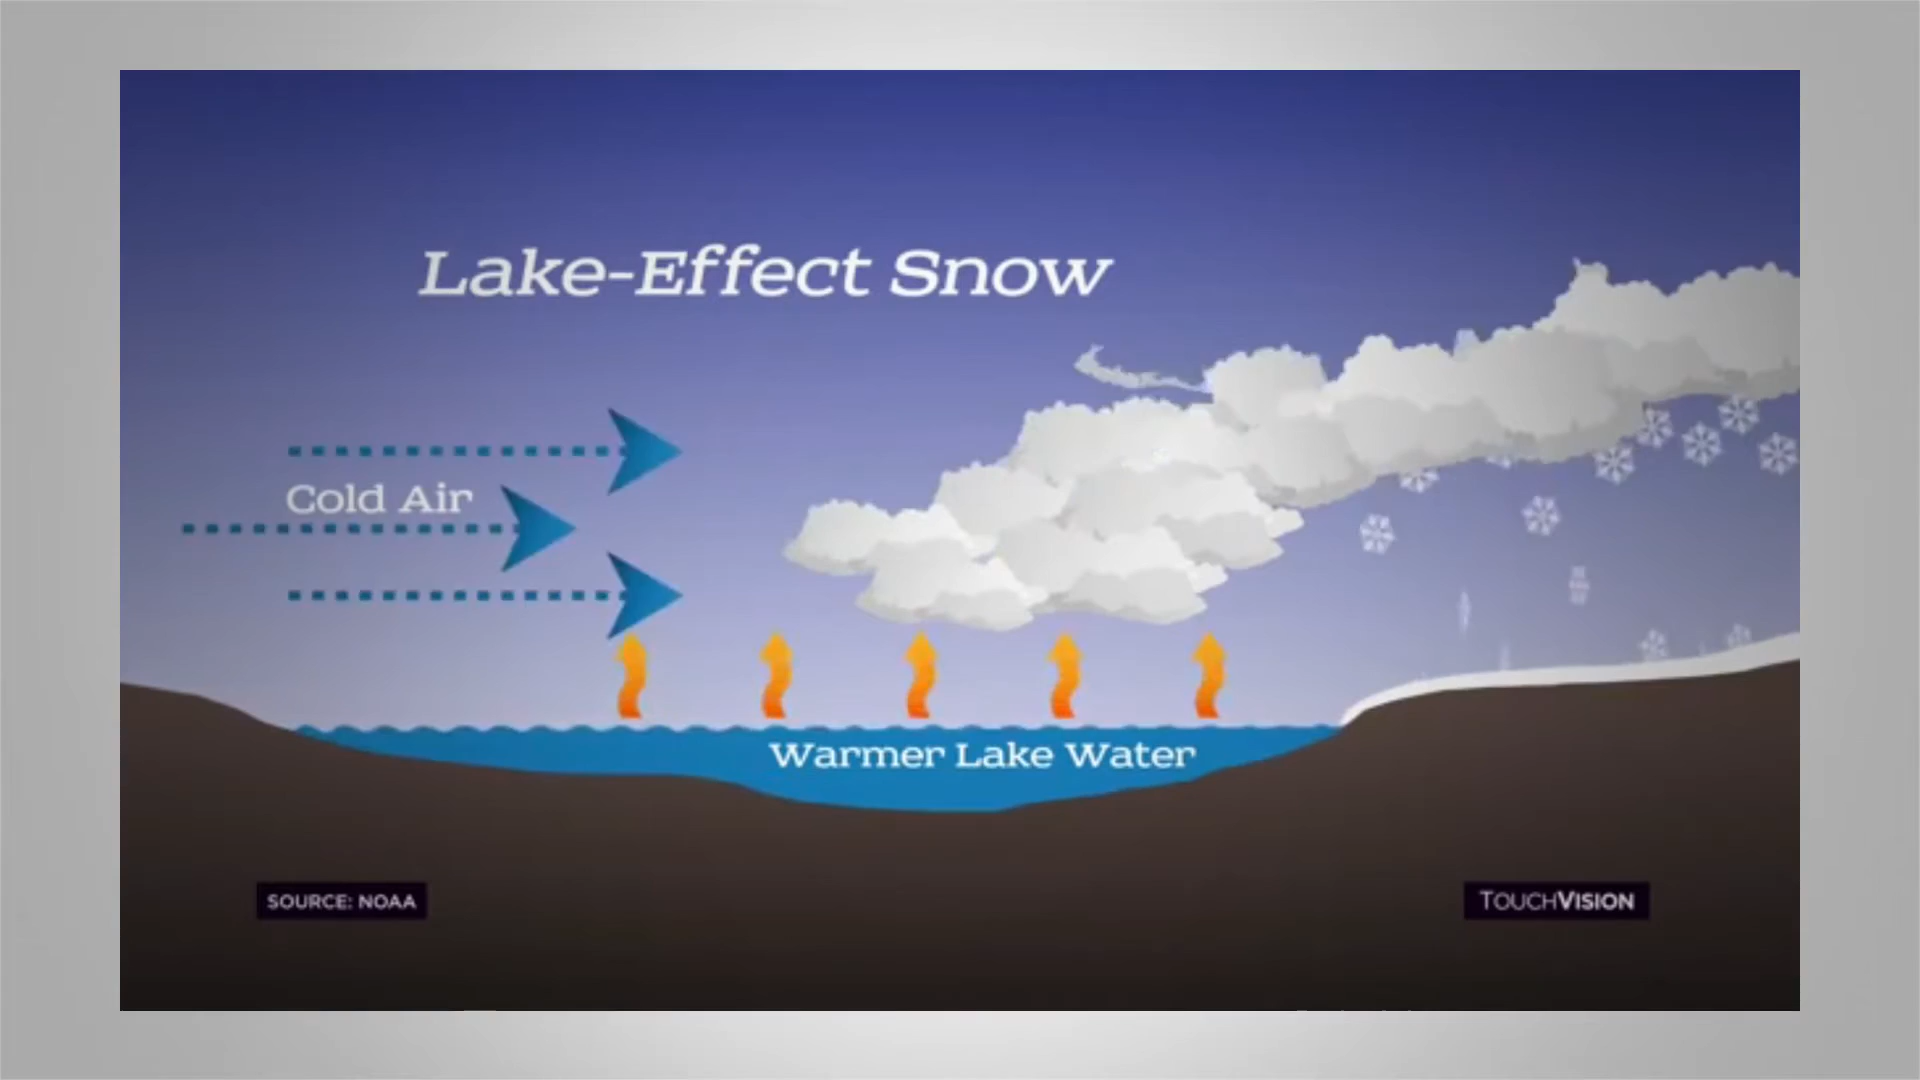 Lake-Effect Snow
Cold Air
Warmer Lake Water
SOURCE: NOAA
TOUCHVISION